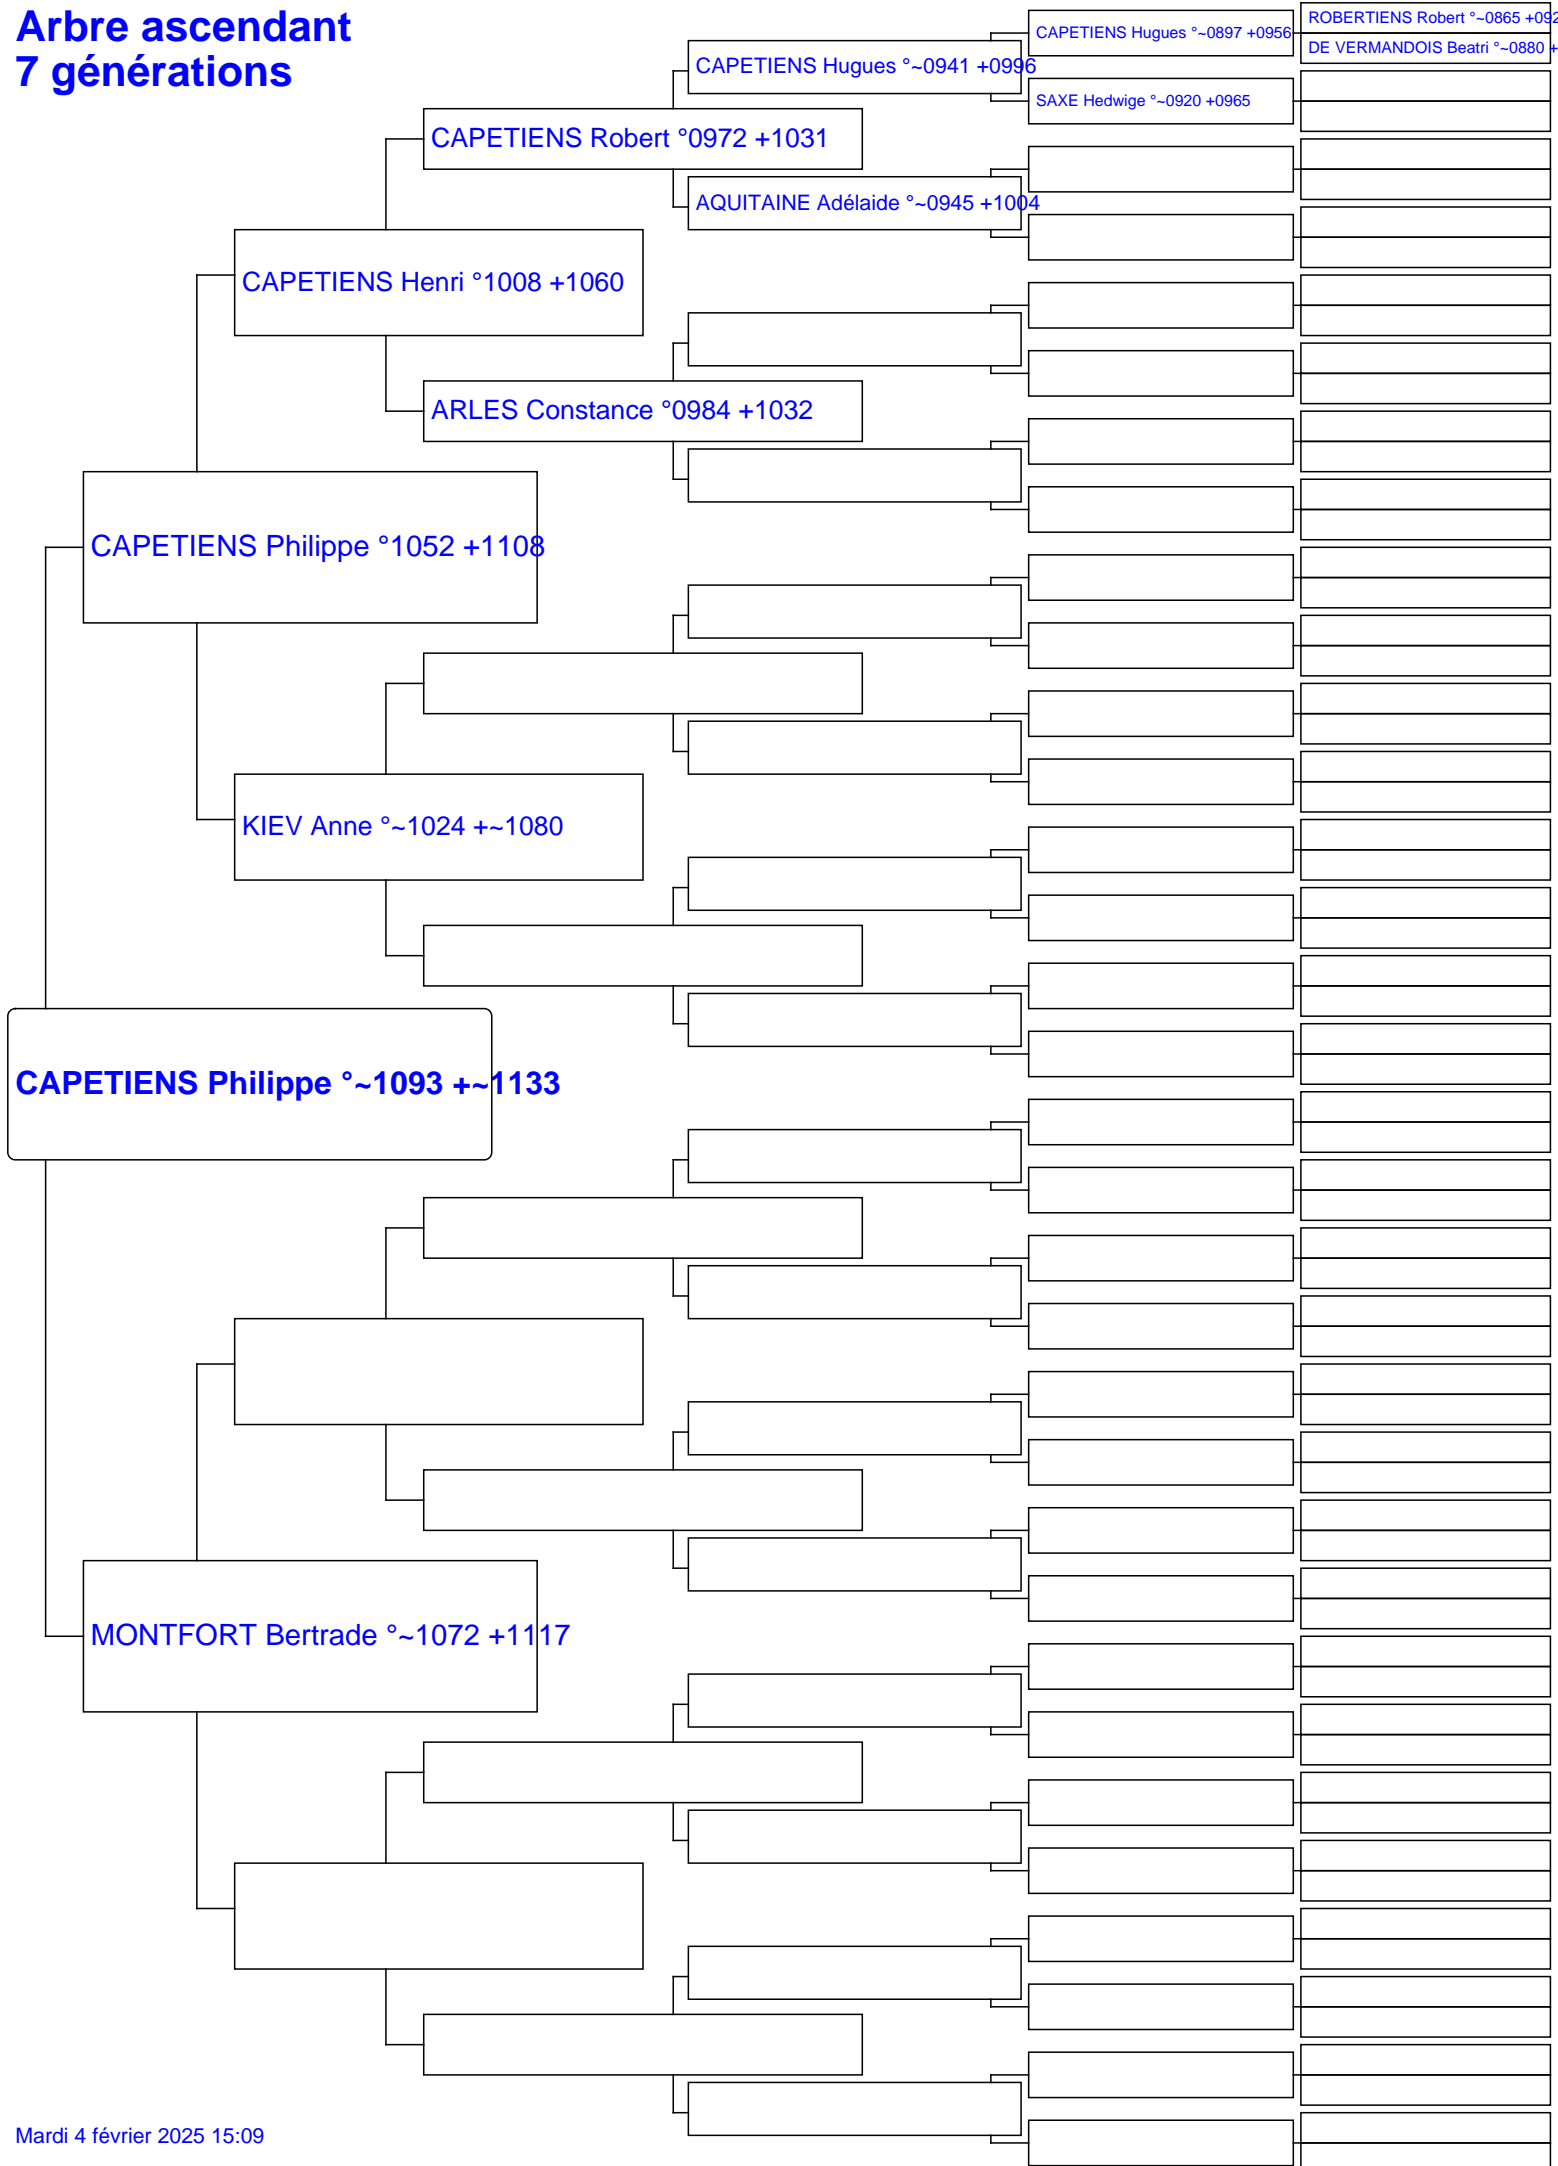 Arbre ascendant
7 générations
ROBERTIENS Robert °~0865 +092
CAPETIENS Hugues °~0897 +0956
DE VERMANDOIS Beatri °~0880 +
CAPETIENS Hugues °~0941 +0996
SAXE Hedwige °~0920 +0965
CAPETIENS Robert °0972 +1031
AQUITAINE Adélaide °~0945 +1004
CAPETIENS Henri °1008 +1060
ARLES Constance °0984 +1032
CAPETIENS Philippe °1052 +1108
KIEV Anne °~1024 +~1080
CAPETIENS Philippe °~1093 +~1133
MONTFORT Bertrade °~1072 +1117
Mardi 4 février 2025 15:09